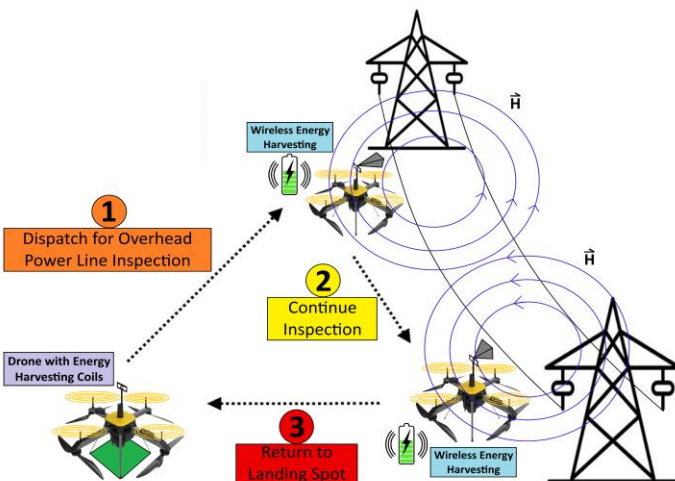 H⃗
Wireless Energy
Harvesting
1
Dispatch for Overhead
Power Line Inspection
2
Continue
Inspection
H⃗
Drone with Energy
Harvesting Coils
3
Return to
Landing Spot
Wireless Energy
Harvesting